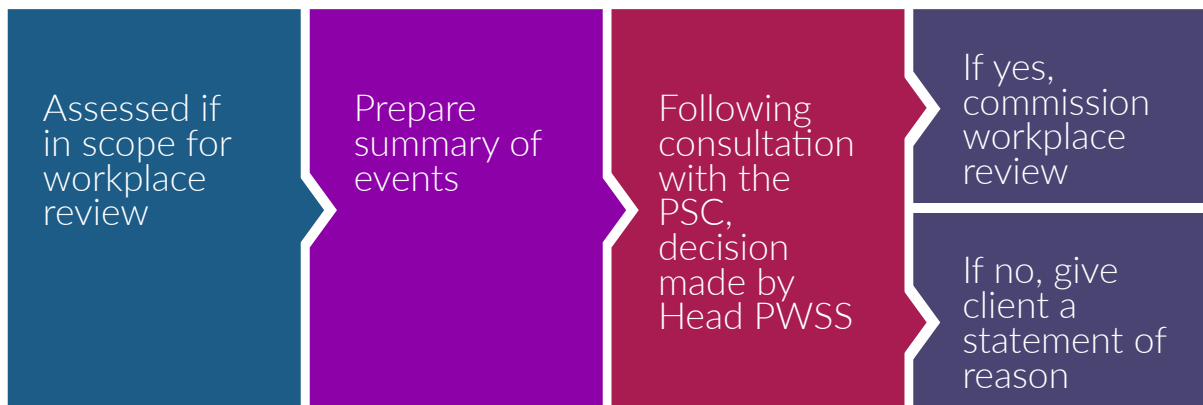 Assessed if
in scope for
workplace
review
Prepare
summary of
events
Following
consultation
with the
PSC,
decision
made by
Head PWSS
If yes,
commission
workplace
review
If no, give
client a
statement of
reason